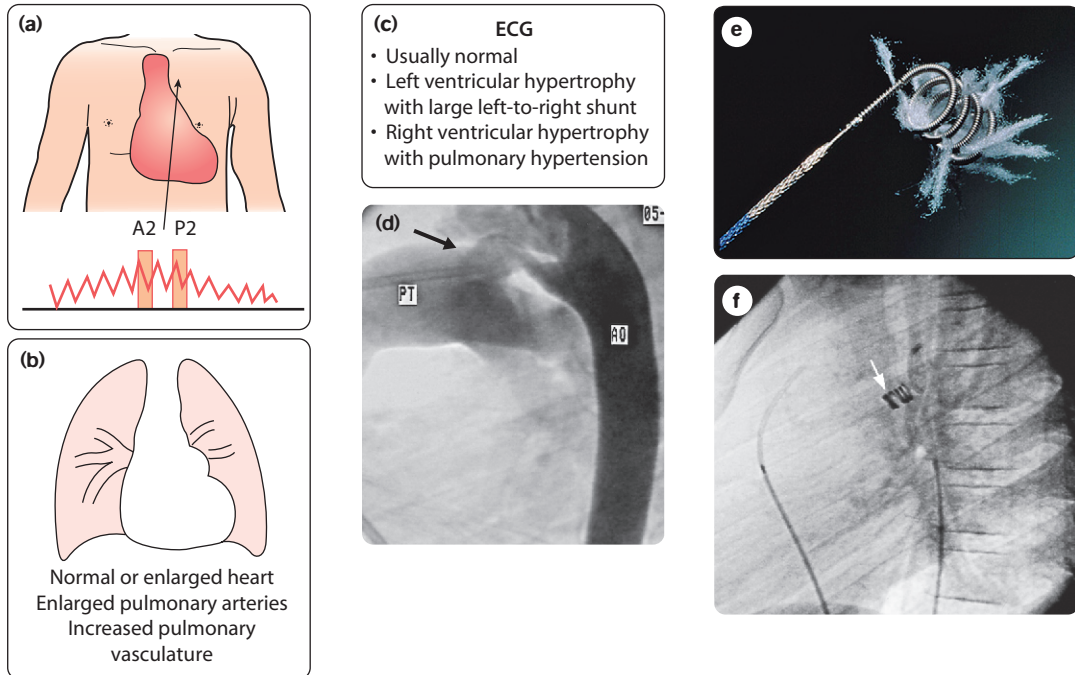 (a)
A2 P2
(b)
Normal or enlarged heart
Enlarged pulmonary arteries
Increased pulmonary
vasculature
(c)
ECG
• Usually normal
• Left ventricular hypertrophy
with large left-to-right shunt
• Right ventricular hypertrophy
with pulmonary hypertension
(d)
05-
PT
AO
e
f